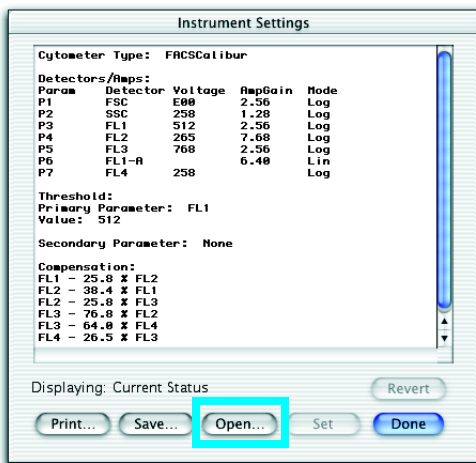 Instrument Settings
Cytometer Type: FACSCalibur
Detectors/Amps:
Param Detector Voltage AmpGain Mode
P1 FSC E00 2.56 Log
P2 SSC 258 1.28 Log
P3 FL1 512 2.56 Log
P4 FL2 265 7.68 Log
P5 FL3 768 2.56 Log
P6 FL1-A 6.40 Lin
P7 FL4 258 Log
Threshold:
Primary Parameter: FL1
Value: 512
Secondary Parameter: None
Compensation:
FL1 - 25.8 % FL2
FL2 - 38.4 % FL1
FL2 - 25.8 % FL3
FL3 - 76.8 % FL2
FL3 - 64.0 % FL4
FL4 - 26.5 % FL3
Displaying: Current Status Revert
Print... Save... Open... Set Done